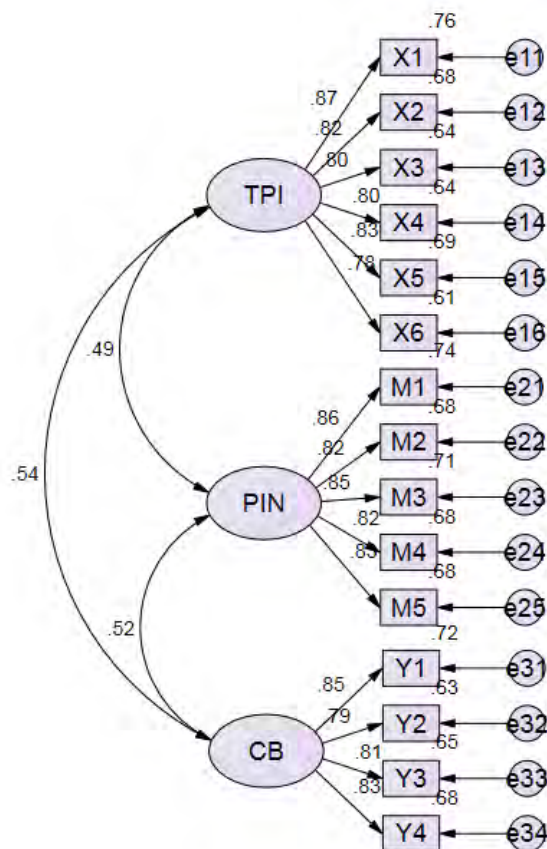 .76
X1
e11
.68
.87
X2
e12
.82
.64
.80
X3
e13
TPI
.64
.80
X4
e14
.83
.69
.78
X5
e15
.61
X6
e16
.49
.74
M1
e21
.86
.68
.82
M2
e22
.54
.71
.85
PIN
M3
e23
.82
.68
M4
e24
.83
.68
M5
e25
.52
.72
Y1
e31
.85
.63
.79
Y2
e32
CB
.65
.81
Y3
e33
.83
.68
Y4
e34